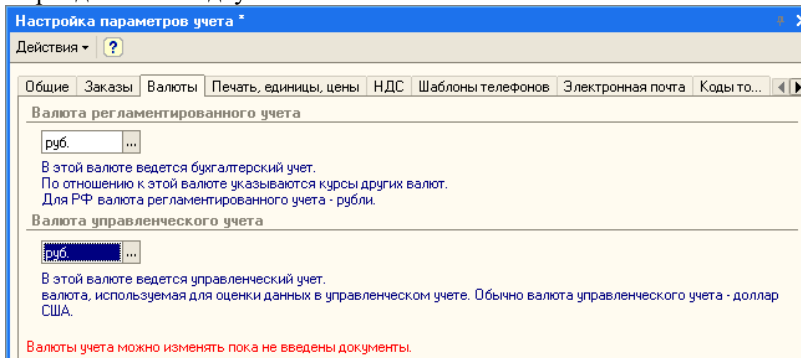 Настройка параметров учета *
Действия ?
Общие Заказы Валюты Печать, единицы, цены НДС Шаблоны телефонов Электронная почта Коды то...
Валюта регламентированного учета
руб. ...
В этой валюте ведется бухгалтерский учет.
По отношению к этой валюте указываются курсы других валют.
Для РФ валюта регламентированного учета - рубли.
Валюта управленческого учета
руб. ...
В этой валюте ведется управленческий учет.
валюта, используемая для оценки данных в управленческом учете. Обычно валюта управленческого учета - доллар
США.
Валюты учета можно изменять пока не введены документы.